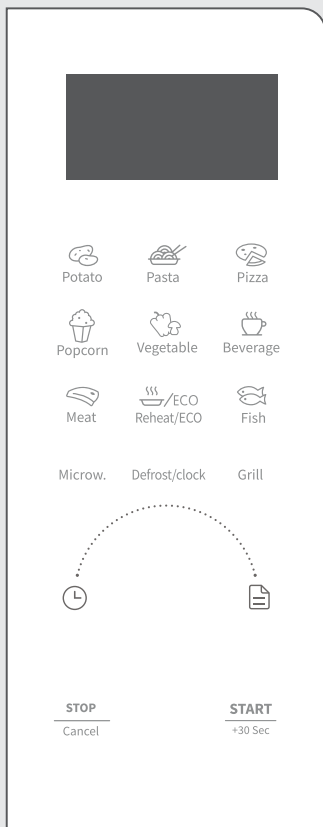 Potato Pasta Pizza
Popcorn Vegetable Beverage
/ECO
Meat Reheat/ECO Fish
Microw. Defrost/clock Grill
STOP START
Cancel +30 Sec